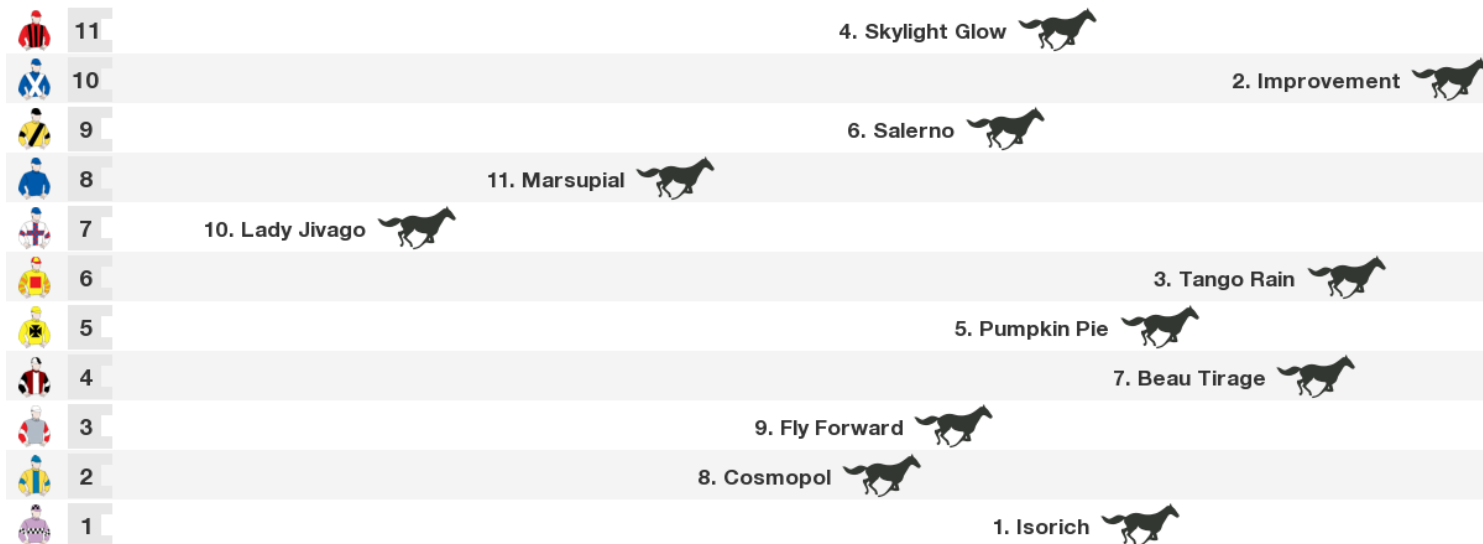 11 4. Skylight Glow
10 2. Improvement
9 6. Salerno
8 11. Marsupial
7 10. Lady Jivago
6 3. Tango Rain
5 5. Pumpkin Pie
4 7. Beau Tirage
3 9. Fly Forward
2 8. Cosmopol
1 1. Isorich